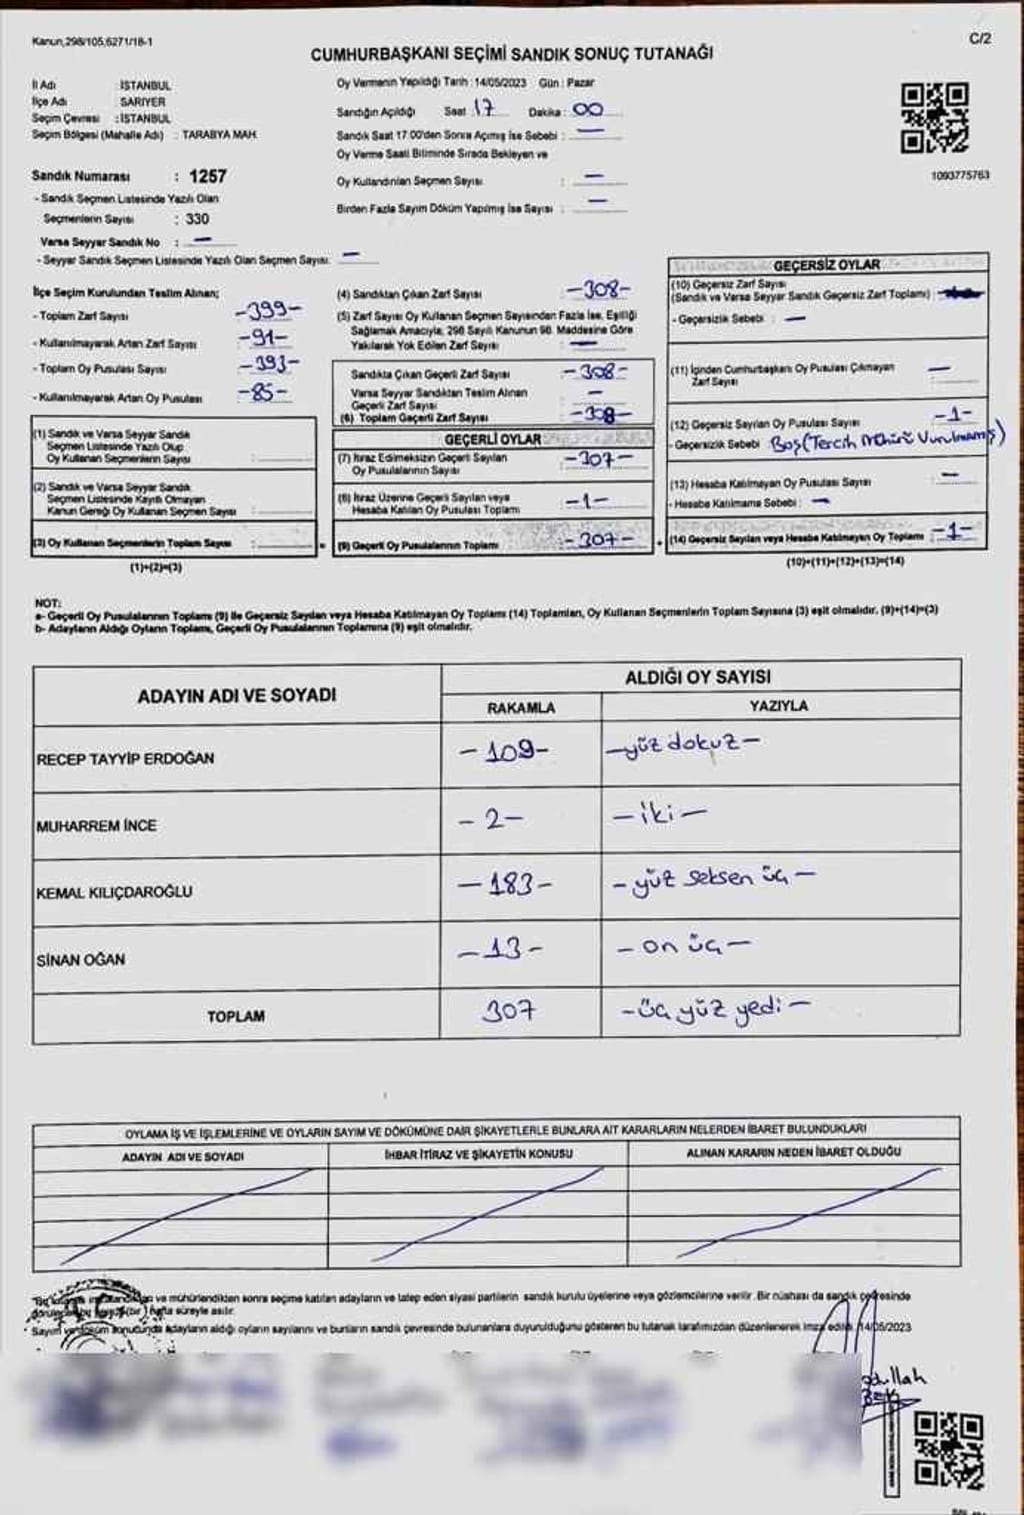 Kanun,298/105,6271/18-1
C/2
CUMHURBAŞKANI SEÇİMİ SANDIK SONUÇ TUTANAĞI
İl Adı : İSTANBUL
İlçe Adı : SARIYER
Seçim Çevresi : İSTANBUL
Seçim Bölgesi (Mahalle Adı) : TARABYA MAH.
Sandık Numarası : 1257
- Sandık Seçmen Listesinde Yazılı Olan
Seçmenlerin Sayısı : 330
Varsa Seyyar Sandık No : —
- Seyyar Sandık Seçmen Listesinde Yazılı Olan Seçmen Sayısı: —
Oy Vermenin Yapıldığı Tarih : 14/05/2023 Gün : Pazar
Sandığın Açıldığı Saat : 17 Dakika : 00
Sandık Saat 17.00'den Sonra Açımış İse Sebebi : —
Oy Verme Saati Bitiminde Sırada Bekleyen ve
Oy Kullandırılan Seçmen Sayısı : —
Birden Fazla Sayım Döküm Yapılmış İse Sayısı : —
1093775763
İlçe Seçim Kurulundan Teslim Alınan;
- Toplam Zarf Sayısı -399-
- Kullanılmayarak Artan Zarf Sayısı -91-
- Toplam Oy Pusulası Sayısı -393-
- Kullanılmayarak Artan Oy Pusulası -85-
(1) Sandık ve Varsa Seyyar Sandık
Seçmen Listesinde Yazılı Olup
Oy Kullanan Seçmenlerin Sayısı :
(2) Sandık ve Varsa Seyyar Sandık
Seçmen Listesinde Kayıtlı Olmayan
Kanun Gereği Oy Kullanan Seçmen Sayısı :
(3) Oy Kullanan Seçmenlerin Toplam Sayısı :
(1)+(2)=(3)
(4) Sandıktan Çıkan Zarf Sayısı -308-
(5) Zarf Sayısı Oy Kullanan Seçmen Sayısından Fazla İse, Eşitliği
Sağlamak Amacıyla, 298 Sayılı Kanunun 98. Maddesine Göre
Yakılarak Yok Edilen Zarf Sayısı —
Sandıkta Çıkan Geçerli Zarf Sayısı -308-
Varsa Seyyar Sandıktan Teslim Alınan
Geçerli Zarf Sayısı —
(6) Toplam Geçerli Zarf Sayısı -308-
GEÇERLİ OYLAR
(7) İtiraz Edilmeksizin Geçerli Sayılan
Oy Pusulalarının Sayısı -307-
(8) İtiraz Üzerine Geçerli Sayılan veya
Hesaba Katılan Oy Pusulası Toplamı -1-
(9) Geçerli Oy Pusulalarının Toplamı -307-
GEÇERSİZ OYLAR
(10) Geçersiz Zarf Sayısı
(Sandık ve Varsa Seyyar Sandık Geçersiz Zarf Toplamı) :
- Geçersizlik Sebebi : —
(11) İçinden Cumhurbaşkanı Oy Pusulası Çıkmayan
Zarf Sayısı —
(12) Geçersiz Sayılan Oy Pusulası Sayısı -1-
- Geçersizlik Sebebi : Boş (Tercih Mührü Vurulmamış)
(13) Hesaba Katılmayan Oy Pusulası Sayısı —
- Hesaba Katılmama Sebebi : —
(14) Geçersiz Sayılan veya Hesaba Katılmayan Oy Toplamı : -1-
(10)+(11)+(12)+(13)=(14)
NOT:
a- Geçerli Oy Pusulalarının Toplamı (9) ile Geçersiz Sayılan veya Hesaba Katılmayan Oy Toplamı (14) Toplamları, Oy Kullanan Seçmenlerin Toplam Sayısına (3) eşit olmalıdır. (9)+(14)=(3)
b- Adayların Aldığı Oyların Toplamı, Geçerli Oy Pusulalarının Toplamına (9) eşit olmalıdır.
ADAYIN ADI VE SOYADI
ALDIĞI OY SAYISI
RAKAMLA YAZIYLA
RECEP TAYYİP ERDOĞAN -109- -yüz dokuz-
MUHARREM İNCE -2- -iki-
KEMAL KILIÇDAROĞLU -183- -yüz seksen üç-
SİNAN OĞAN -13- -on üç-
TOPLAM 307 -üç yüz yedi-
OYLAMA İŞ VE İŞLEMLERİNE VE OYLARIN SAYIM VE DÖKÜMÜNE DAİR ŞİKAYETLERLE BUNLARA AİT KARARLARIN NELERDEN İBARET BULUNDUKLARI
ADAYIN ADI VE SOYADI İHBAR İTİRAZ VE ŞİKAYETİN KONUSU ALINAN KARARIN NEDEN İBARET OLDUĞU
ve mühürlendikten sonra seçime katılan adayların ve talep eden siyasi partilerin sandık kurulu üyelerine veya gözlemcilerine verilir. Bir nüshası da sandık çevresinde
(bir) hafta süreyle asılır.
adayların aldığı oyların sayılarını ve bunların sandık çevresinde bulunanlara duyurulduğunu gösteren bu tutanak tarafımızdan düzenlenerek imza edildi. 14/05/2023